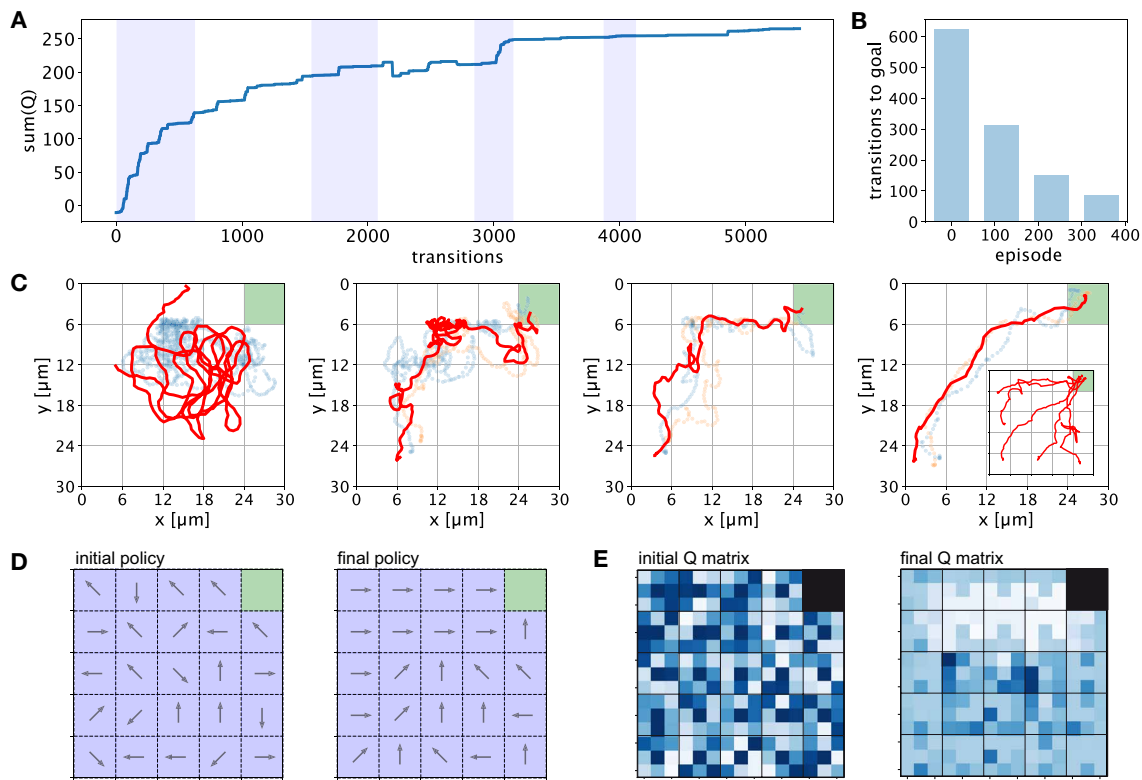 A
sum(Q)
250
200
150
100
50
0
0 1000 2000 3000 4000 5000
transitions
B
transitions to goal
600
500
400
300
200
100
0
0 100 200 300 400
episode
C
y [µm]
0
6
12
18
24
30
0 6 12 18 24 30
x [µm]
y [µm]
0
6
12
18
24
30
0 6 12 18 24 30
x [µm]
y [µm]
0
6
12
18
24
30
0 6 12 18 24 30
x [µm]
y [µm]
0
6
12
18
24
30
0 6 12 18 24 30
x [µm]
D
initial policy
final policy
E
initial Q matrix
final Q matrix